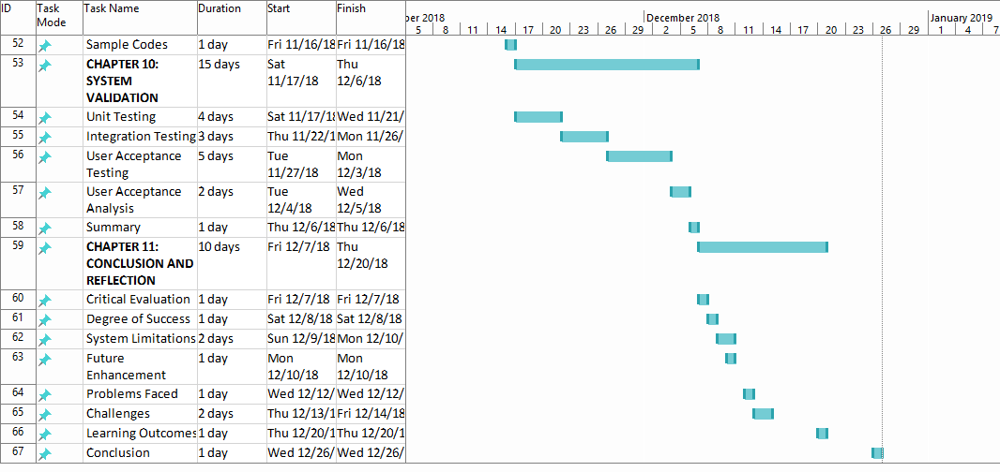 ID Task Mode Task Name Duration Start Finish
ber 2018 December 2018 January 2019
5 8 11 14 17 20 23 26 29 2 5 8 11 14 17 20 23 26 29 1 4 7
52 Sample Codes 1 day Fri 11/16/18 Fri 11/16/18
53 CHAPTER 10: 15 days Sat Thu
SYSTEM 11/17/18 12/6/18
VALIDATION
54 Unit Testing 4 days Sat 11/17/18 Wed 11/21/
55 Integration Testing 3 days Thu 11/22/1 Mon 11/26/
56 User Acceptance 5 days Tue Mon
Testing 11/27/18 12/3/18
57 User Acceptance 2 days Tue Wed
Analysis 12/4/18 12/5/18
58 Summary 1 day Thu 12/6/18 Thu 12/6/18
59 CHAPTER 11: 10 days Fri 12/7/18 Thu
CONCLUSION AND 12/20/18
REFLECTION
60 Critical Evaluation 1 day Fri 12/7/18 Fri 12/7/18
61 Degree of Success 1 day Sat 12/8/18 Sat 12/8/18
62 System Limitations 2 days Sun 12/9/18 Mon 12/10/
63 Future 1 day Mon Mon
Enhancement 12/10/18 12/10/18
64 Problems Faced 1 day Wed 12/12/ Wed 12/12/
65 Challenges 2 days Thu 12/13/1 Fri 12/14/18
66 Learning Outcomes 1 day Thu 12/20/1 Thu 12/20/1
67 Conclusion 1 day Wed 12/26/ Wed 12/26/